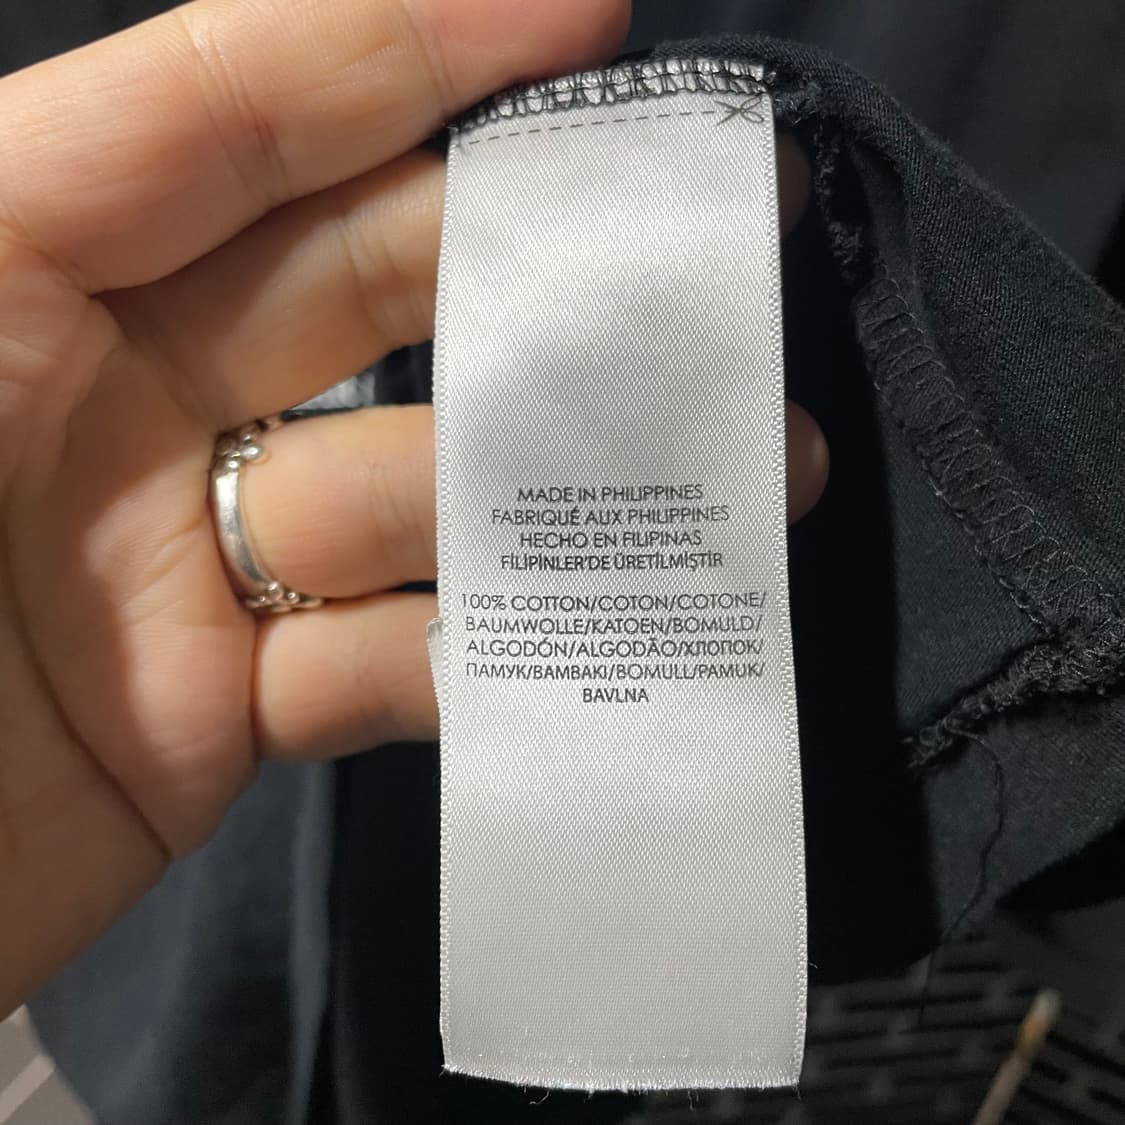 MADE IN PHILIPPINES
FABRIQUÉ AUX PHILIPPINES
HECHO EN FILIPINAS
FİLİPİNLER'DE ÜRETİLMİŞTİR
100% COTTON/COTON/COTONE/
BAUMWOLLE/KATOEN/BOMULD/
ALGODÓN/ALGODÃO/ХЛОПОК/
ПАМУК/ΒΑΜΒΑΚΙ/BOMULL/PAMUK/
BAVLNA